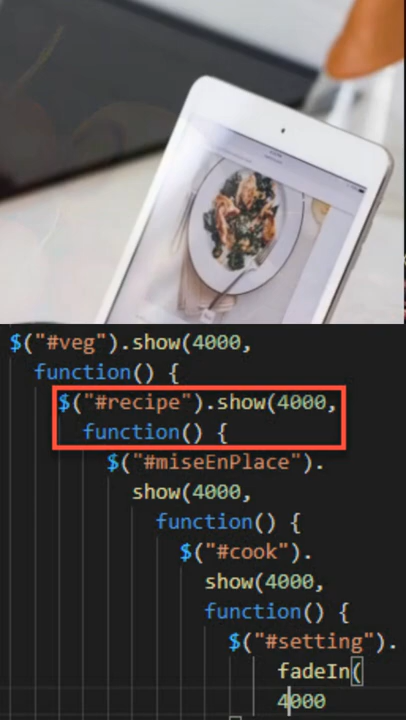 $("#veg").show(4000,
function() {
$("#recipe").show(4000,
function() {
$("#miseEnPlace").
show(4000,
function() {
$("#cook").
show(4000,
function() {
$("#setting").
fadeIn(
4000